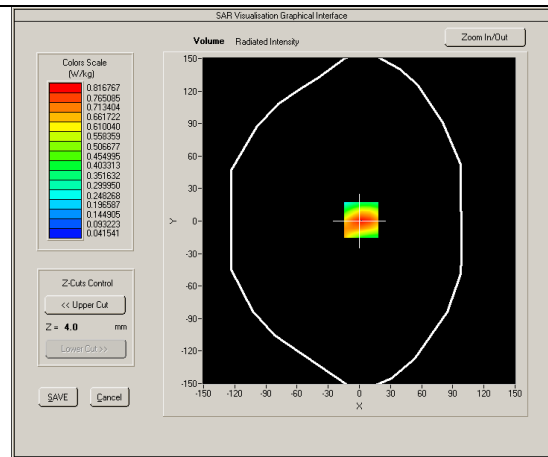 SAR Visualisation Graphical Interface
Volume Radiated Intensity
Zoom In/Out
Colors Scale
(W/kg)
0.816767
0.765085
0.713404
0.661722
0.610040
0.558359
0.506677
0.454995
0.403313
0.351632
0.299950
0.248268
0.196587
0.144905
0.093223
0.041541
Z-Cuts Control
<< Upper Cut
Z = 4.0 mm
Lower Cut >>
SAVE Cancel
150
120
90
60
30
0
-30
-60
-90
-120
-150
Y
-150 -120 -90 -60 -30 0 30 60 90 120 150
X